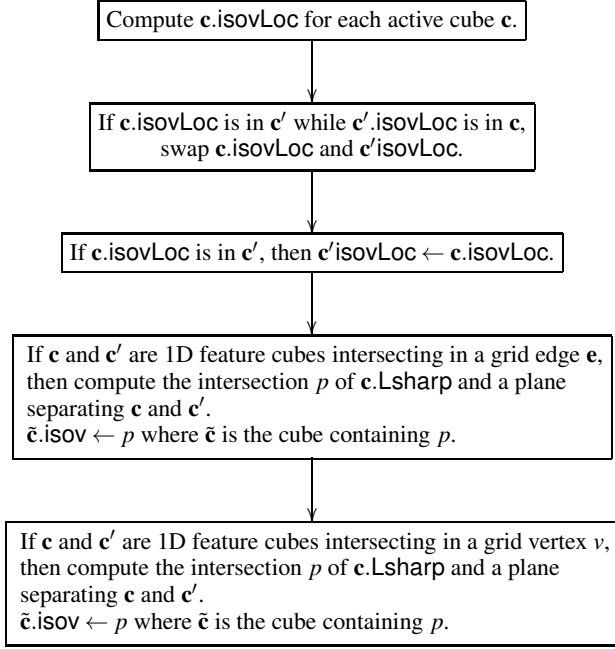 Compute c.isovLoc for each active cube c.
If c.isovLoc is in c′ while c′.isovLoc is in c,
swap c.isovLoc and c′isovLoc.
If c.isovLoc is in c′, then c′isovLoc ← c.isovLoc.
If c and c′ are 1D feature cubes intersecting in a grid edge e,
then compute the intersection p of c.Lsharp and a plane
separating c and c′.
c̃.isov ← p where c̃ is the cube containing p.
If c and c′ are 1D feature cubes intersecting in a grid vertex v,
then compute the intersection p of c.Lsharp and a plane
separating c and c′.
c̃.isov ← p where c̃ is the cube containing p.